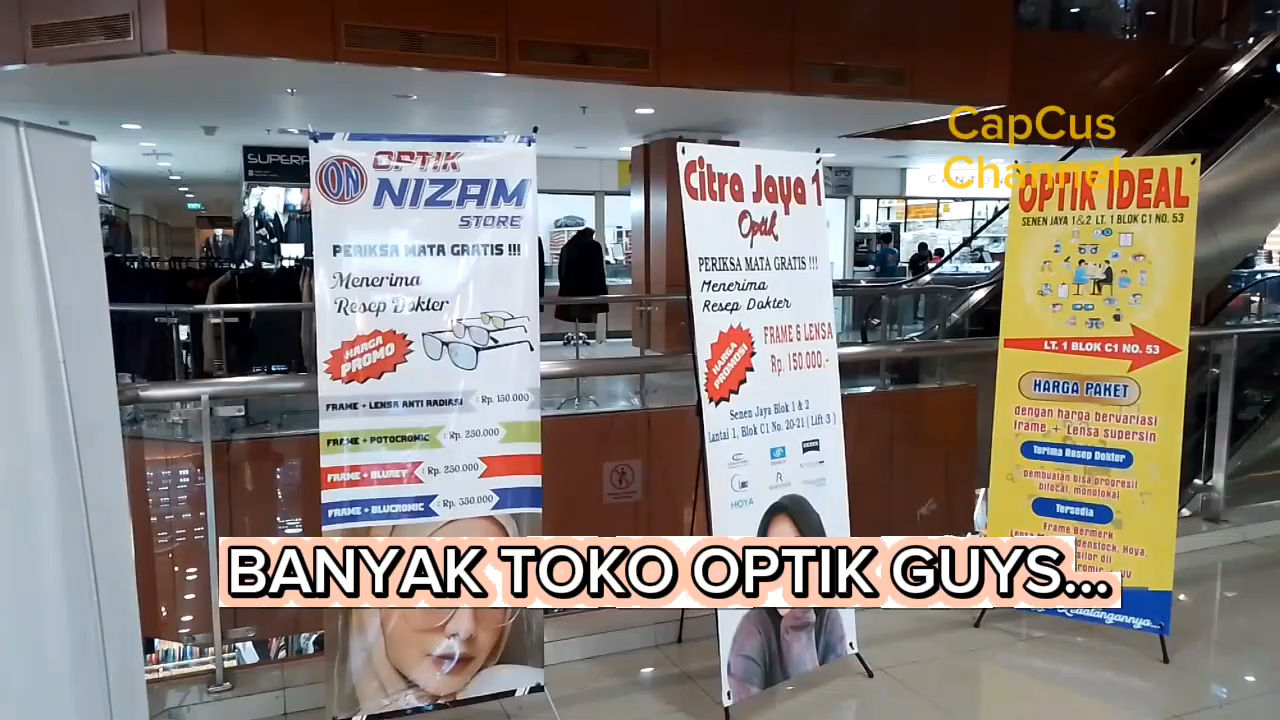 CapCus
Channel
SUPERF
ON
OPTIK
NIZAM
STORE
PERIKSA MATA GRATIS !!!
Menerima
Resep Dokter
HARGA
PROMO
FRAME + LENSA ANTI RADIASI : Rp. 150.000
FRAME + POTOCROMIC : Rp. 250.000
FRAME + BLUREY : Rp. 250.000
FRAME + BLUCROMIC : Rp. 350.000
Citra Jaya 1
Optik
PERIKSA MATA GRATIS !!!
Menerima
Resep Dokter
HARGA
PROMOSI
FRAME & LENSA
Rp. 150.000,-
Senen Jaya Blok 1 & 2
Lantai 1, Blok C1 No. 20-21 ( Lift 3 )
HOYA
OPTIK IDEAL
SENEN JAYA 1&2 LT. 1 BLOK C1 NO. 53
LT. 1 BLOK C1 NO. 53
HARGA PAKET
dengan harga bervariasi
frame + Lensa supersin
Terima Resep Dokter
pembuatan bisa progresif
bifocal, monofokal
Tersedia
Frame Bermerk
BANYAK TOKO OPTIK GUYS...